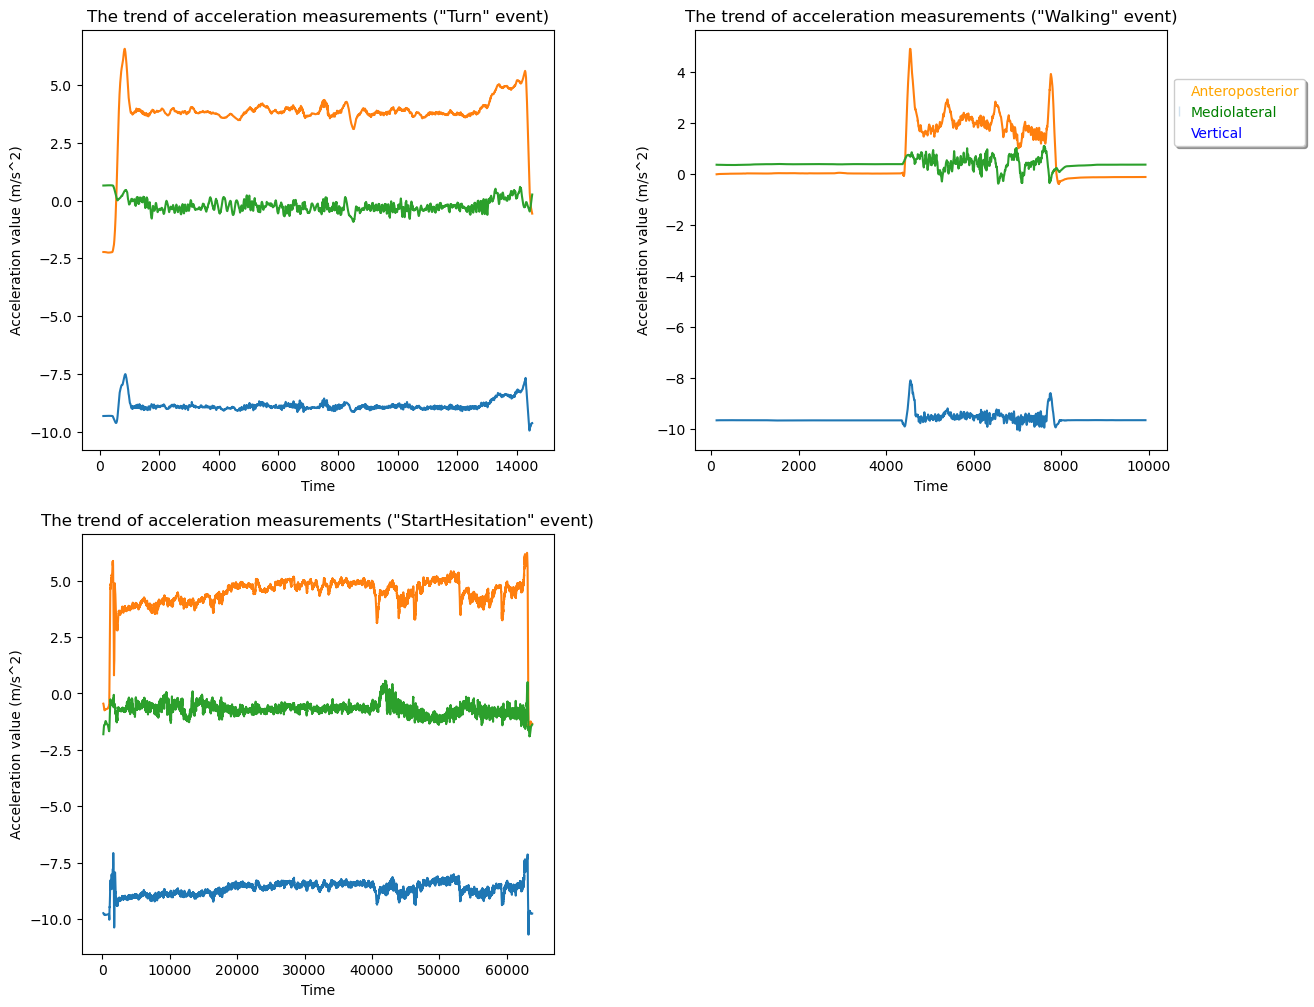 The trend of acceleration measurements ("Turn" event)
Acceleration value (m/s^2)
5.0
2.5
0.0
−2.5
−5.0
−7.5
−10.0
0 2000 4000 6000 8000 10000 12000 14000
Time
The trend of acceleration measurements ("Walking" event)
Acceleration value (m/s^2)
4
2
0
−2
−4
−6
−8
−10
0 2000 4000 6000 8000 10000
Time
Anteroposterior
Mediolateral
Vertical
The trend of acceleration measurements ("StartHesitation" event)
Acceleration value (m/s^2)
5.0
2.5
0.0
−2.5
−5.0
−7.5
−10.0
0 10000 20000 30000 40000 50000 60000
Time